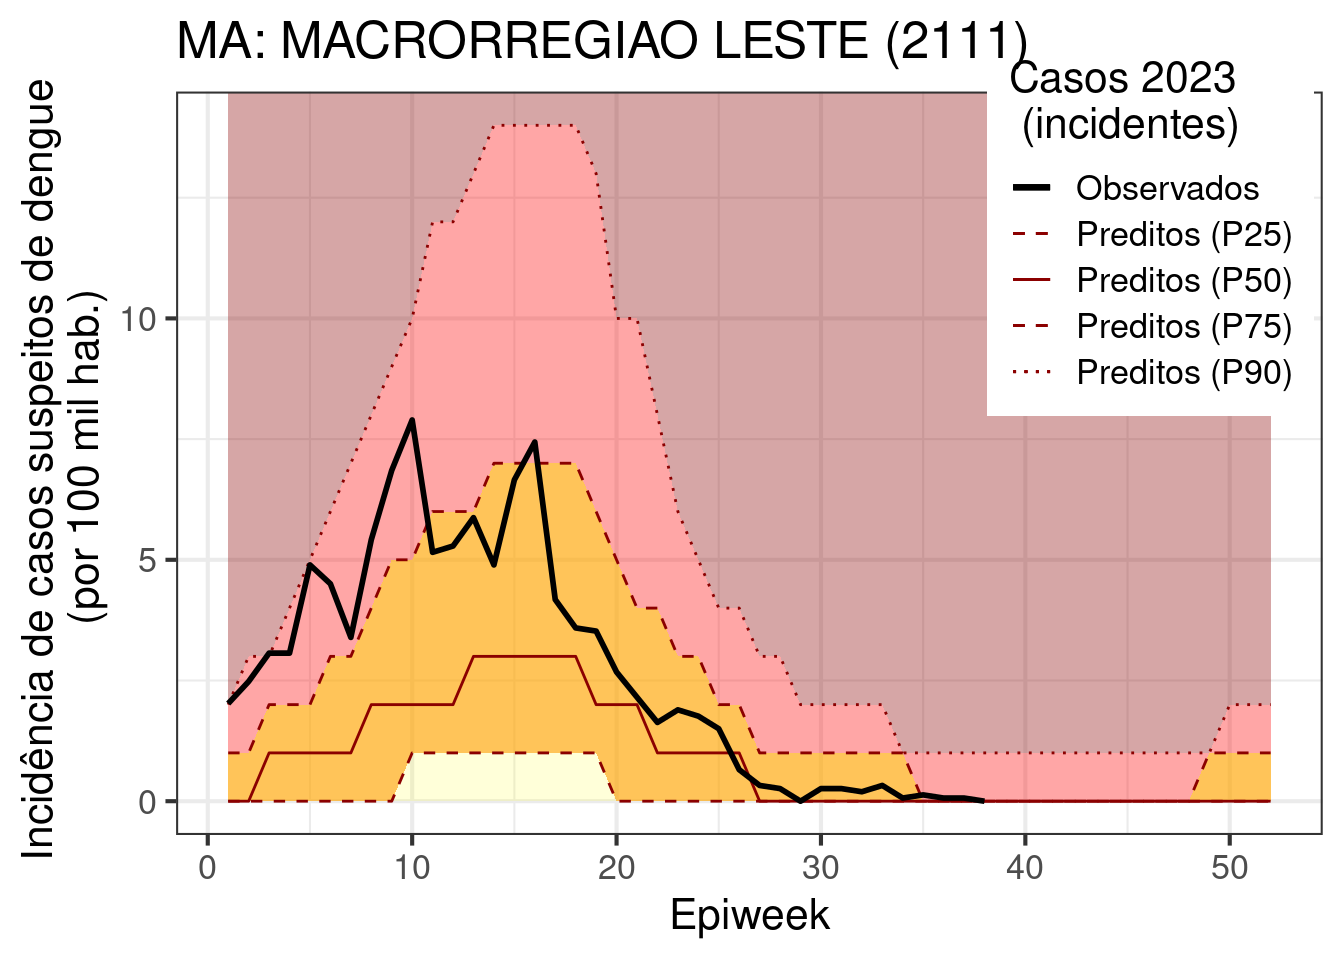 MA: MACRORREGIAO LESTE (2111)
Casos 2023
(incidentes)
Observados
Preditos (P25)
Preditos (P50)
Preditos (P75)
Preditos (P90)
Incidência de casos suspeitos de dengue
(por 100 mil hab.)
10
5
0
0
10
20
30
40
50
Epiweek